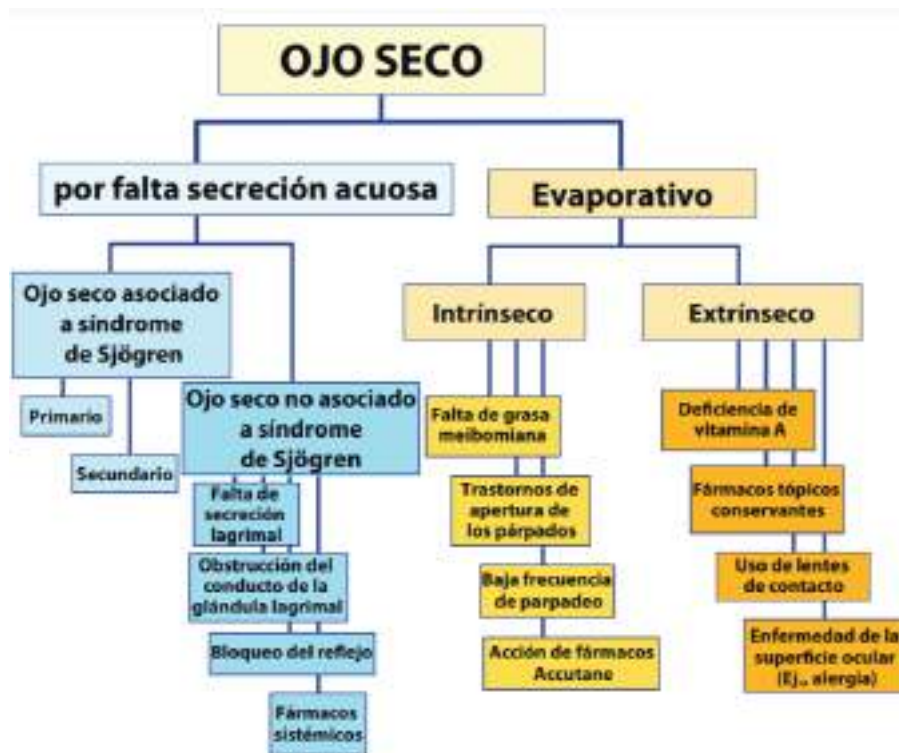 OJO SECO
por falta secreción acuosa
Evaporativo
Ojo seco asociado
a síndrome
de Sjögren
Primario
Secundario
Ojo seco no asociado
a síndrome
de Sjögren
Falta de
secreción
lagrimal
Obstrucción del
conducto de la
glándula lagrimal
Bloqueo del reflejo
Fármacos
sistémicos
Intrínseco
Falta de grasa
meibomiana
Trastornos de
apertura de
los párpados
Baja frecuencia
de parpadeo
Acción de fármacos
Accutane
Extrínseco
Deficiencia de
vitamina A
Fármacos tópicos
conservantes
Uso de lentes
de contacto
Enfermedad de la
superficie ocular
(Ej., alergia)